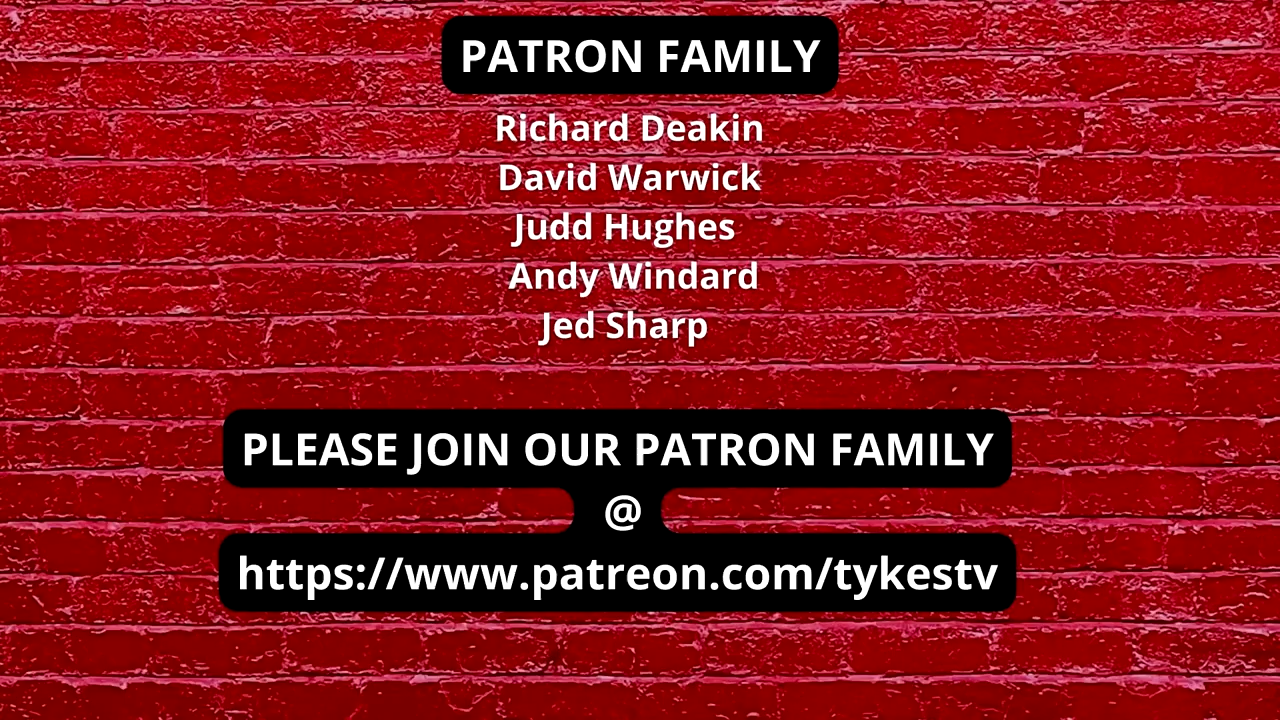 PATRON FAMILY
Richard Deakin
David Warwick
Judd Hughes
Andy Windard
Jed Sharp
PLEASE JOIN OUR PATRON FAMILY
@
https://www.patreon.com/tykestv